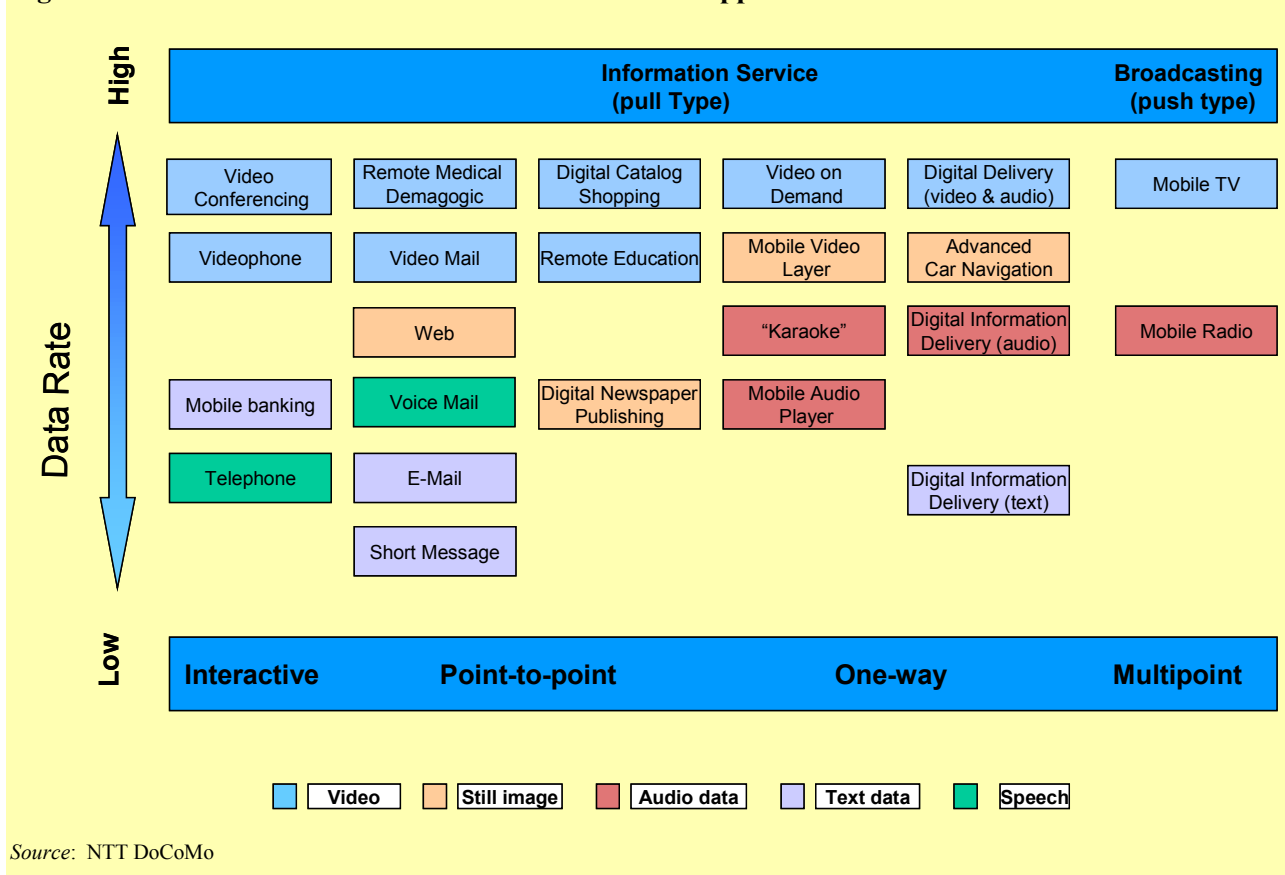 High
Information Service
(pull Type)
Broadcasting
(push type)
Video
Conferencing
Remote Medical
Demagogic
Digital Catalog
Shopping
Video on
Demand
Digital Delivery
(video & audio)
Mobile TV
Videophone
Video Mail
Remote Education
Mobile Video
Layer
Advanced
Car Navigation
Web
“Karaoke”
Digital Information
Delivery (audio)
Mobile Radio
Data Rate
Mobile banking
Voice Mail
Digital Newspaper
Publishing
Mobile Audio
Player
Telephone
E-Mail
Digital Information
Delivery (text)
Short Message
Low
Interactive
Point-to-point
One-way
Multipoint
Video
Still image
Audio data
Text data
Speech
Source: NTT DoCoMo